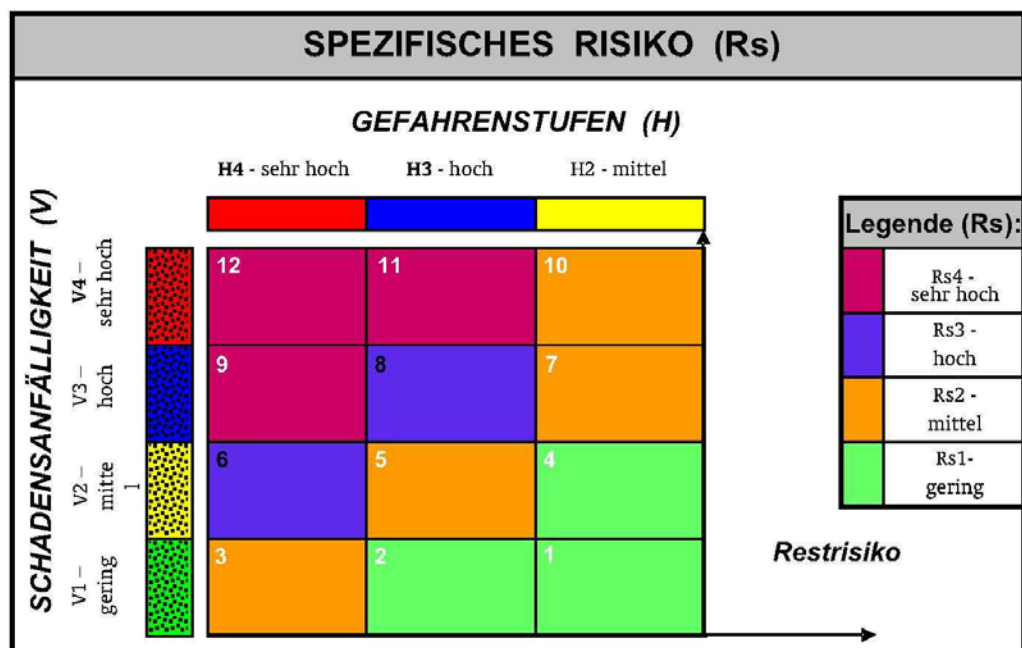 SPEZIFISCHES RISIKO (Rs)
GEFAHRENSTUFEN (H)
H4 - sehr hoch
H3 - hoch
H2 - mittel
SCHADENSANFÄLLIGKEIT (V)
V4 –
sehr hoch
V3 –
hoch
V2 –
mitte
l
V1 –
gering
12
11
10
9
8
7
6
5
4
3
2
1
Legende (Rs):
Rs4 -
sehr hoch
Rs3 -
hoch
Rs2 -
mittel
Rs1-
gering
Restrisiko